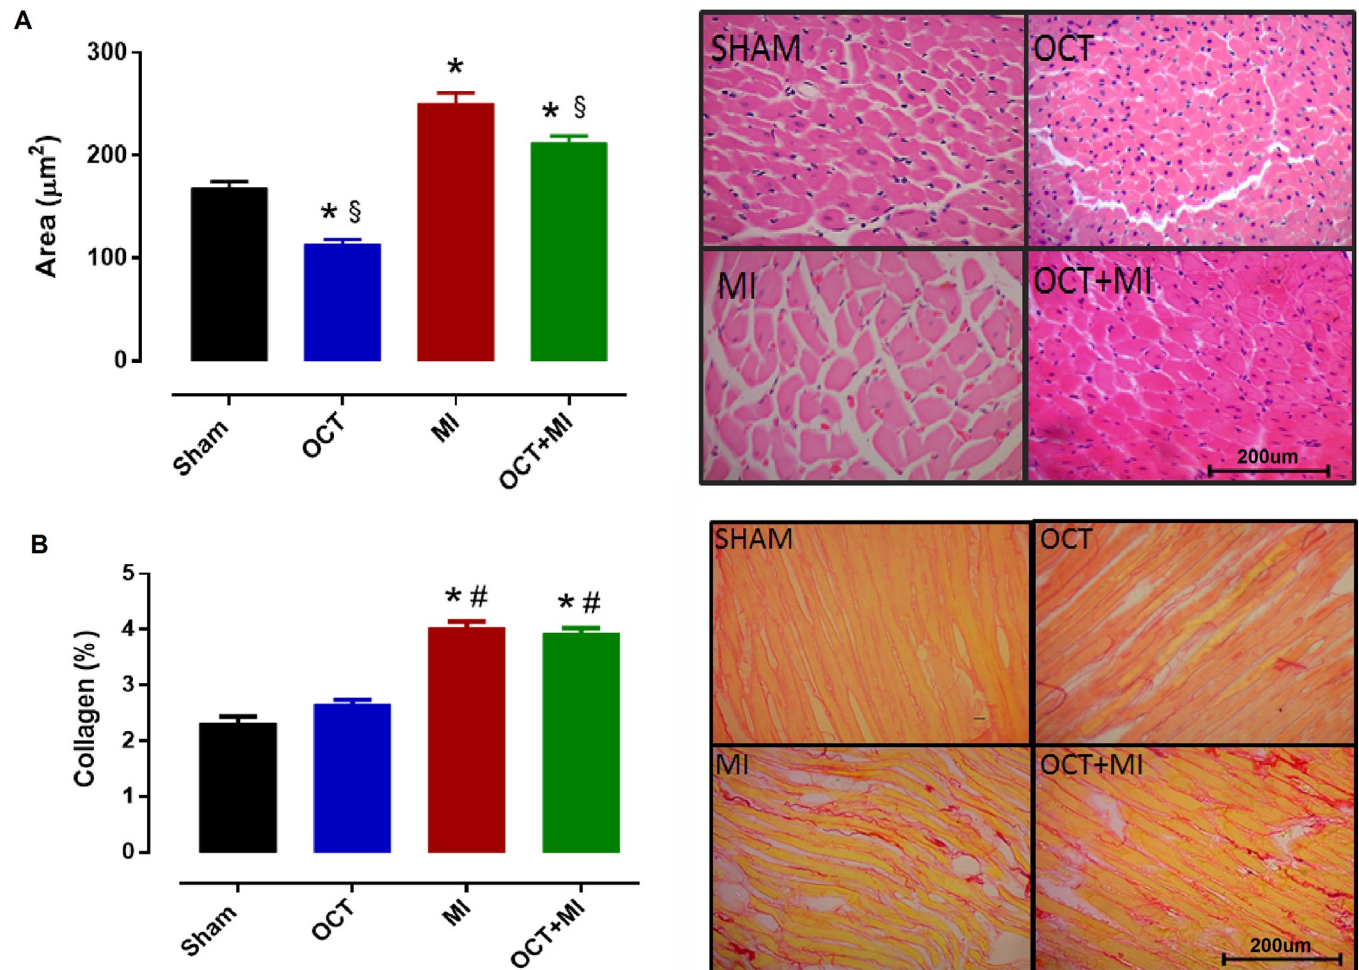 A
300
200
100
0
Area (μm²)
*
* §
*
* §
Sham
OCT
MI
OCT+MI
SHAM
OCT
MI
OCT+MI
200um
B
5
4
3
2
1
0
Collagen (%)
* #
* #
Sham
OCT
MI
OCT+MI
SHAM
OCT
MI
OCT+MI
200um